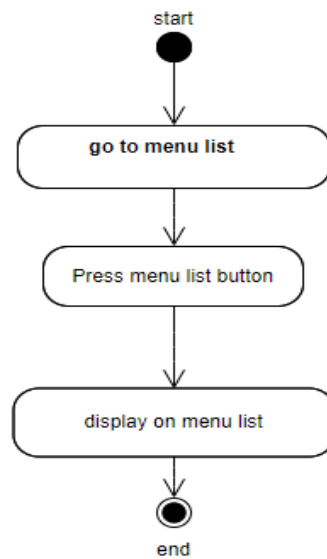 start
go to menu list
Press menu list button
display on menu list
end